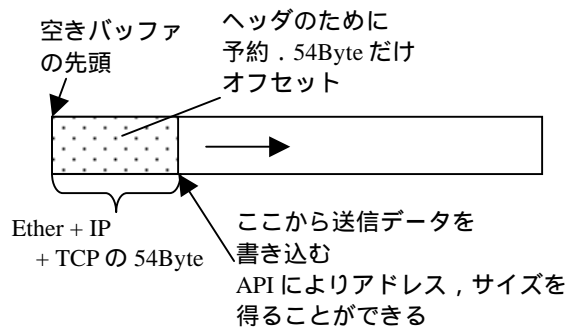 空きバッファ
の先頭
ヘッダのために
予約．54Byte だけ
オフセット
Ether + IP
+ TCP の 54Byte
ここから送信データを
書き込む
API によりアドレス，サイズを
得ることができる